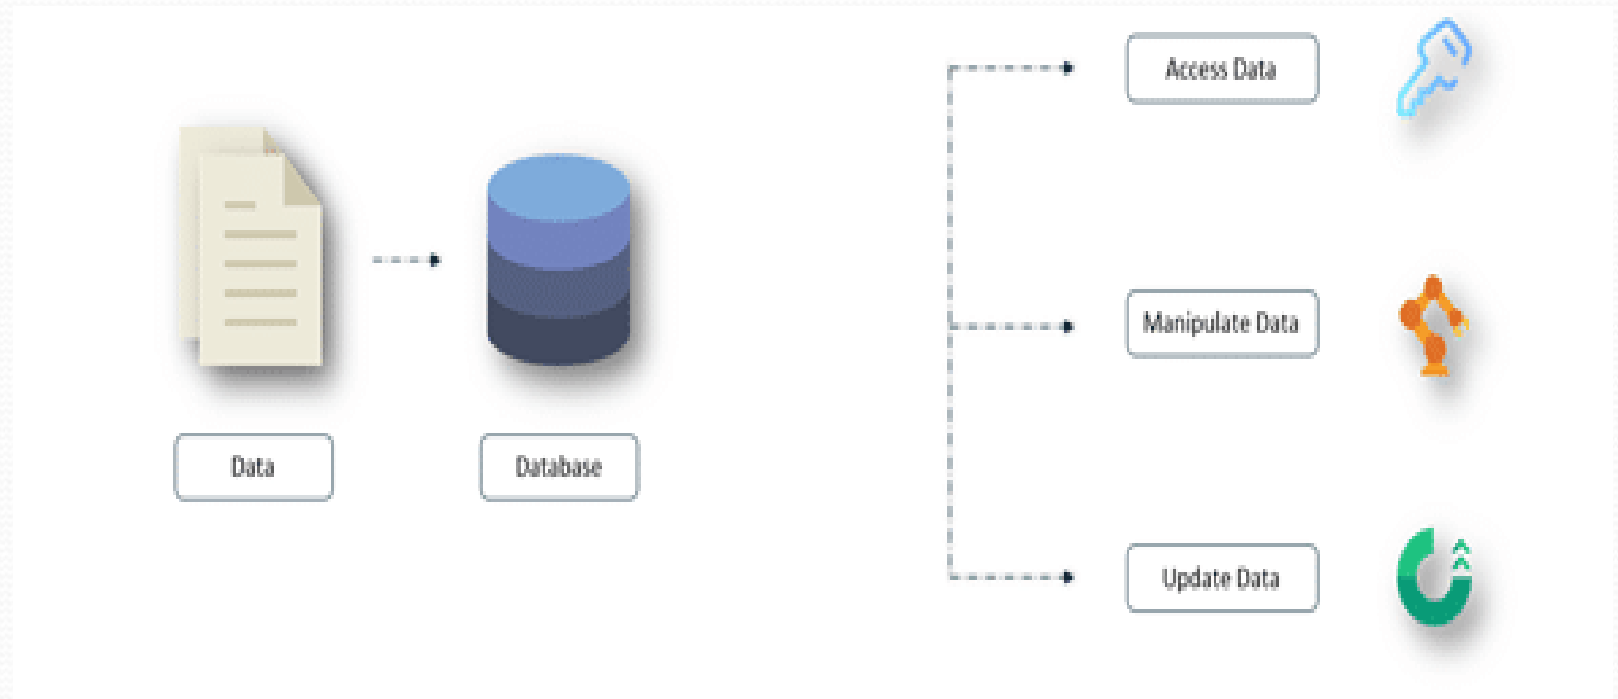 Access Data
Manipulate Data
Data
Database
Update Data